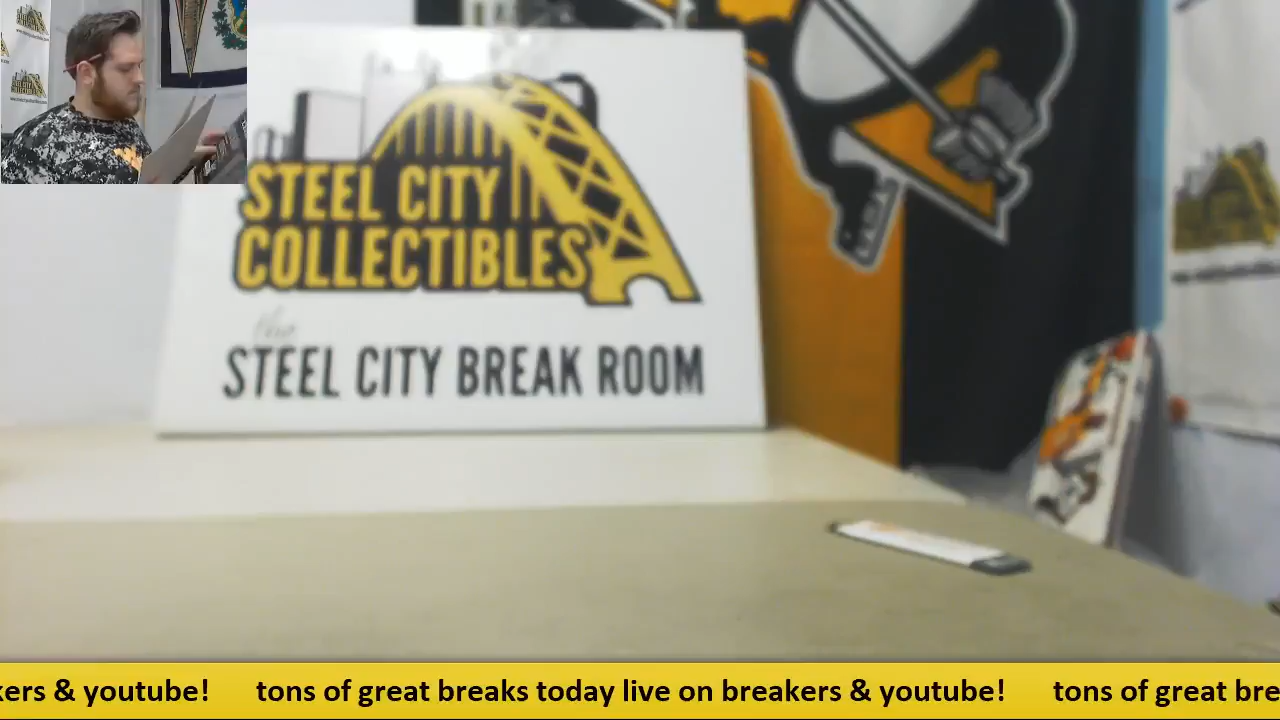 STEEL CITY
COLLECTIBLES
the
STEEL CITY BREAK ROOM
kers & youtube! tons of great breaks today live on breakers & youtube! tons of great bre